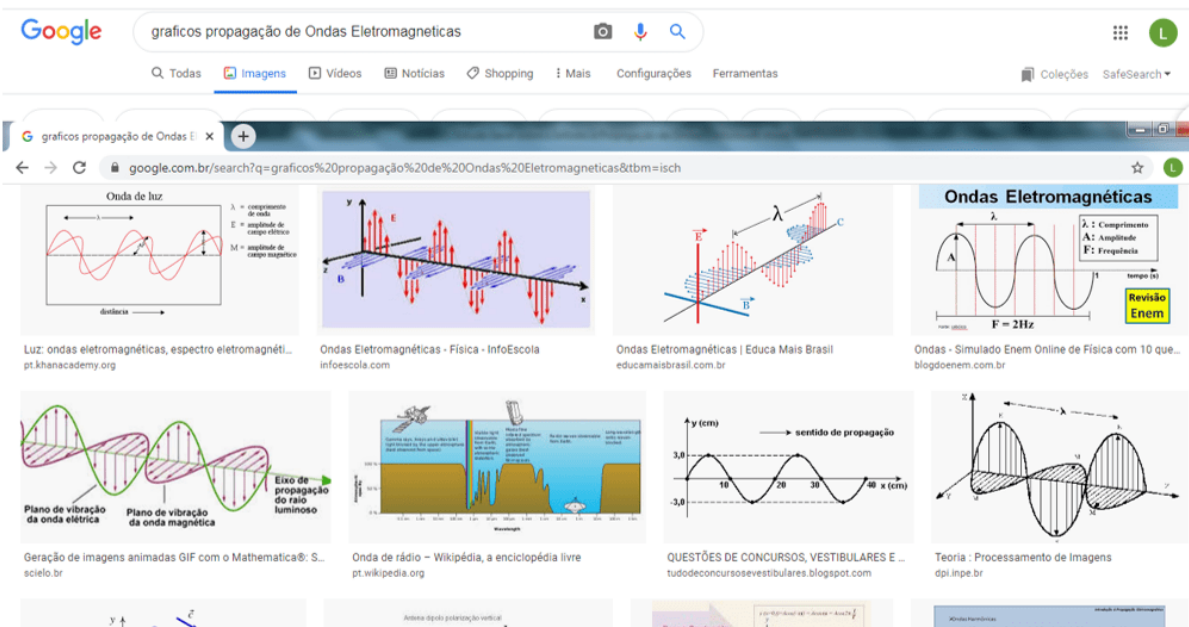 Google
graficos propagação de Ondas Eletromagneticas
L
Todas Imagens Vídeos Notícias Shopping Mais Configurações Ferramentas Coleções SafeSearch
graficos propagação de Ondas E
google.com.br/search?q=graficos%20propagação%20de%20Ondas%20Eletromagneticas&tbm=isch
L
Onda de luz
λ
λ = comprimento
de onda
E = amplitude de
campo elétrico
M = amplitude de
campo magnético
distância
Luz: ondas eletromagnéticas, espectro eletromagnéti...
pt.khanacademy.org
y
E
z
B
x
Ondas Eletromagnéticas - Física - InfoEscola
infoescola.com
λ
C
E
B
Ondas Eletromagnéticas | Educa Mais Brasil
educamaisbrasil.com.br
Ondas Eletromagnéticas
λ
λ : Comprimento
A: Amplitude
F: Frequência
A
1
tempo (s)
Revisão
Enem
F = 2Hz
Ondas - Simulado Enem Online de Física com 10 que...
blogdoenem.com.br
Eixo de
propagação
do raio
luminoso
Plano de vibração
da onda elétrica
Plano de vibração
da onda magnética
Geração de imagens animadas GIF com o Mathematica®: S...
scielo.br
Wavelength
Onda de rádio – Wikipédia, a enciclopédia livre
pt.wikipedia.org
y (cm)
sentido de propagação
3,0
10 20 30 40 x (cm)
-3,0
QUESTÕES DE CONCURSOS, VESTIBULARES E ...
tudodeconcursosevestibulares.blogspot.com
X
λ
E
M
Y
M
Z
Teoria : Processamento de Imagens
dpi.inpe.br
y
c
Antena dipolo polarização vertical